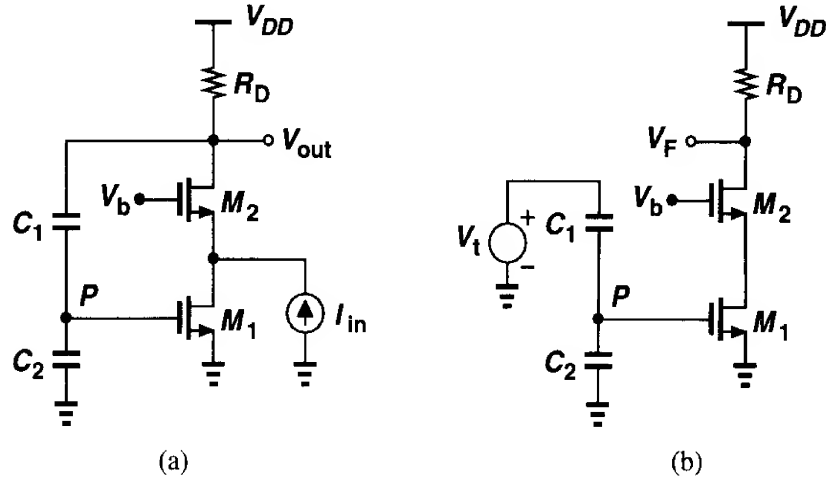 V_DD
R_D
V_out
V_b
M_2
C_1
P
M_1
I_in
C_2
(a)
V_DD
R_D
V_F
V_b
M_2
V_t
+
−
C_1
P
M_1
C_2
(b)